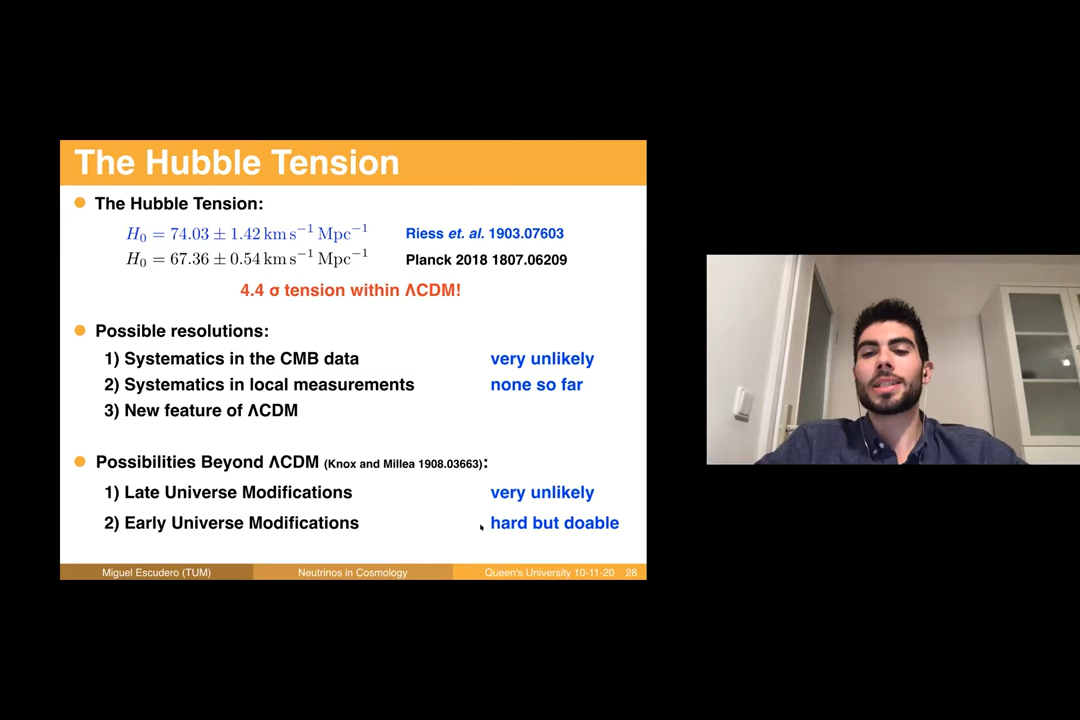 The Hubble Tension
The Hubble Tension:
H₀ = 74.03 ± 1.42 km s⁻¹ Mpc⁻¹ Riess et. al. 1903.07603
H₀ = 67.36 ± 0.54 km s⁻¹ Mpc⁻¹ Planck 2018 1807.06209
4.4 σ tension within ΛCDM!
Possible resolutions:
1) Systematics in the CMB data very unlikely
2) Systematics in local measurements none so far
3) New feature of ΛCDM
Possibilities Beyond ΛCDM (Knox and Millea 1908.03663):
1) Late Universe Modifications very unlikely
2) Early Universe Modifications hard but doable
Miguel Escudero (TUM) Neutrinos in Cosmology Queen's University 10-11-20 28